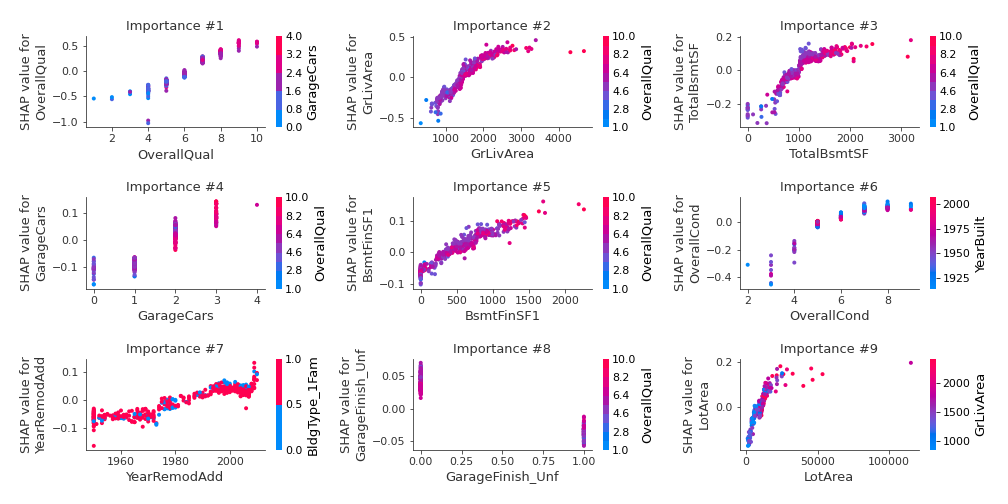 Importance #1
SHAP value for
OverallQual
0.5
0.0
−0.5
−1.0
2
4
6
8
10
OverallQual
4.0
3.2
2.4
1.6
0.8
0.0
GarageCars
Importance #2
SHAP value for
GrLivArea
0.5
0.0
−0.5
1000
2000
3000
4000
GrLivArea
10.0
8.2
6.4
4.6
2.8
1.0
OverallQual
Importance #3
SHAP value for
TotalBsmtSF
0.2
0.0
−0.2
0
1000
2000
3000
TotalBsmtSF
10.0
8.2
6.4
4.6
2.8
1.0
OverallQual
Importance #4
SHAP value for
GarageCars
0.1
0.0
−0.1
0
1
2
3
4
GarageCars
10.0
8.2
6.4
4.6
2.8
1.0
OverallQual
Importance #5
SHAP value for
BsmtFinSF1
0.1
0.0
−0.1
0
500
1000
1500
2000
BsmtFinSF1
10.0
8.2
6.4
4.6
2.8
1.0
OverallQual
Importance #6
SHAP value for
OverallCond
0.0
−0.2
−0.4
2
4
6
8
OverallCond
2000
1975
1950
1925
YearBuilt
Importance #7
SHAP value for
YearRemodAdd
0.1
0.0
−0.1
1960
1980
2000
YearRemodAdd
1.0
0.5
0.0
BldgType_1Fam
Importance #8
SHAP value for
GarageFinish_Unf
0.05
0.00
−0.05
0.00
0.25
0.50
0.75
1.00
GarageFinish_Unf
10.0
8.2
6.4
4.6
2.8
1.0
OverallQual
Importance #9
SHAP value for
LotArea
0.2
0.0
0
50000
100000
LotArea
2000
1500
1000
GrLivArea